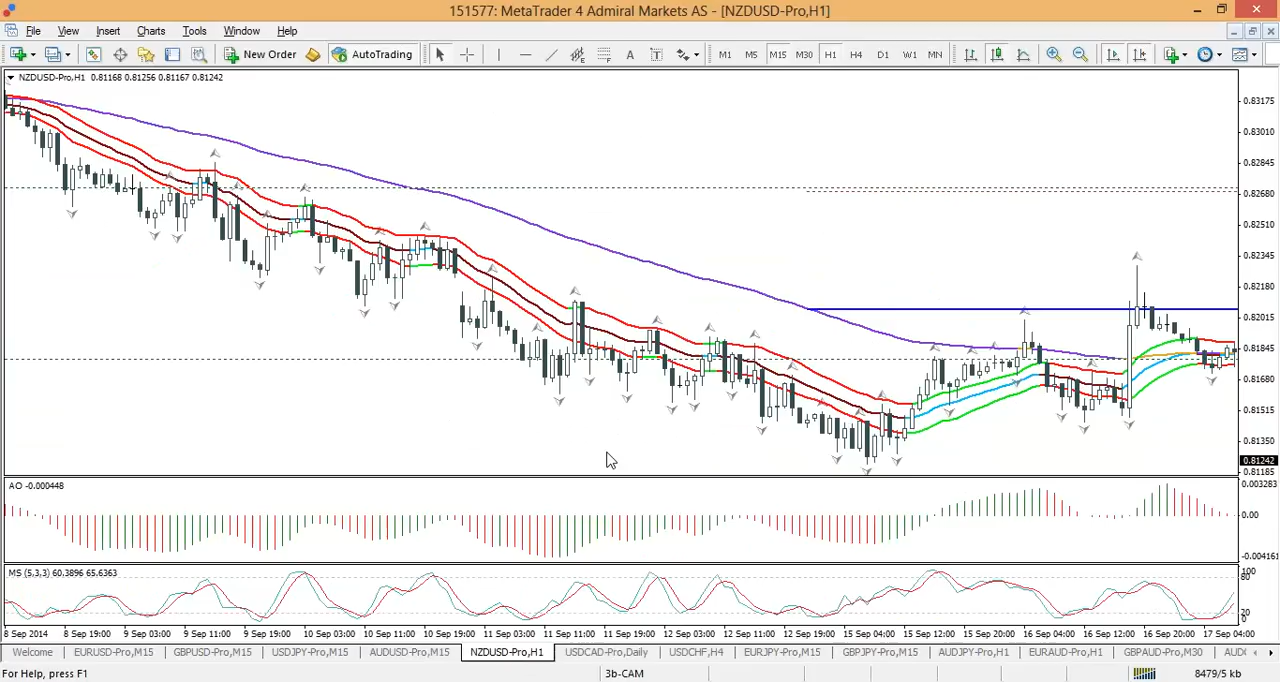 151577: MetaTrader 4 Admiral Markets AS - [NZDUSD-Pro,H1]
File View Insert Charts Tools Window Help
New Order AutoTrading A T M1 M5 M15 M30 H1 H4 D1 W1 MN
NZDUSD-Pro,H1 0.81168 0.81256 0.81167 0.81242
0.83175
0.83010
0.82845
0.82680
0.82510
0.82345
0.82180
0.82015
0.81845
0.81680
0.81515
0.81350
0.81242
0.81185
AO -0.000448
0.003283
0.00
-0.004161
MS (5,3,3) 60.3896 65.6363
100
80
20
0
8 Sep 2014 8 Sep 19:00 9 Sep 03:00 9 Sep 11:00 9 Sep 19:00 10 Sep 03:00 10 Sep 11:00 10 Sep 19:00 11 Sep 03:00 11 Sep 11:00 11 Sep 19:00 12 Sep 03:00 12 Sep 11:00 12 Sep 19:00 15 Sep 04:00 15 Sep 12:00 15 Sep 20:00 16 Sep 04:00 16 Sep 12:00 16 Sep 20:00 17 Sep 04:00
Welcome EURUSD-Pro,M15 GBPUSD-Pro,M15 USDJPY-Pro,M15 AUDUSD-Pro,M15 NZDUSD-Pro,H1 USDCAD-Pro,Daily USDCHF,H4 EURJPY-Pro,M15 GBPJPY-Pro,M15 AUDJPY-Pro,H1 EURAUD-Pro,H1 GBPAUD-Pro,M30 AUDC
For Help, press F1 3b-CAM 8479/5 kb